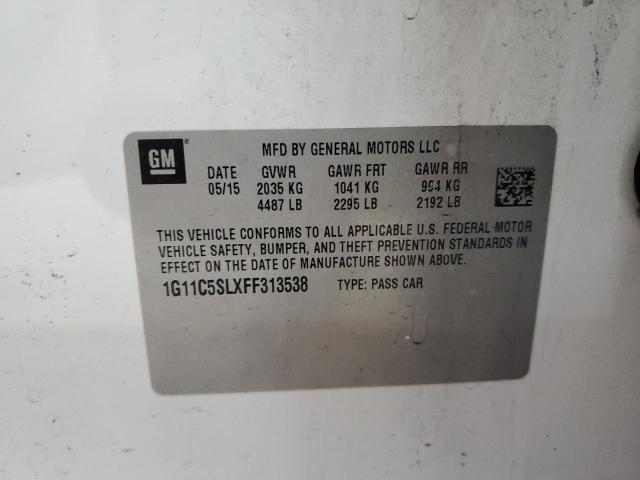 GM
MFD BY GENERAL MOTORS LLC
DATE GVWR GAWR FRT GAWR RR
05/15 2035 KG 1041 KG 994 KG
4487 LB 2295 LB 2192 LB
THIS VEHICLE CONFORMS TO ALL APPLICABLE U.S. FEDERAL MOTOR
VEHICLE SAFETY, BUMPER, AND THEFT PREVENTION STANDARDS IN
EFFECT ON THE DATE OF MANUFACTURE SHOWN ABOVE.
1G11C5SLXFF313538 TYPE: PASS CAR